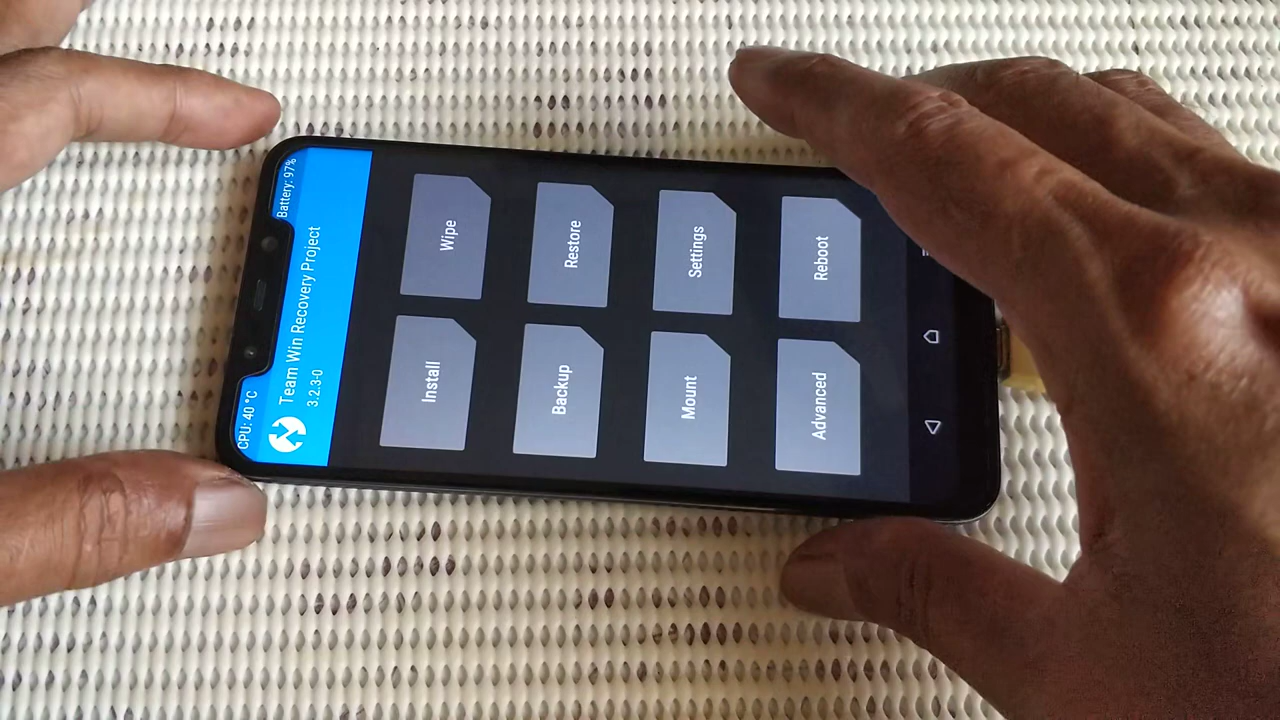 CPU: 40 °C
Battery: 97%
Team Win Recovery Project
3.2.3-0
Install
Wipe
Backup
Restore
Mount
Settings
Advanced
Reboot